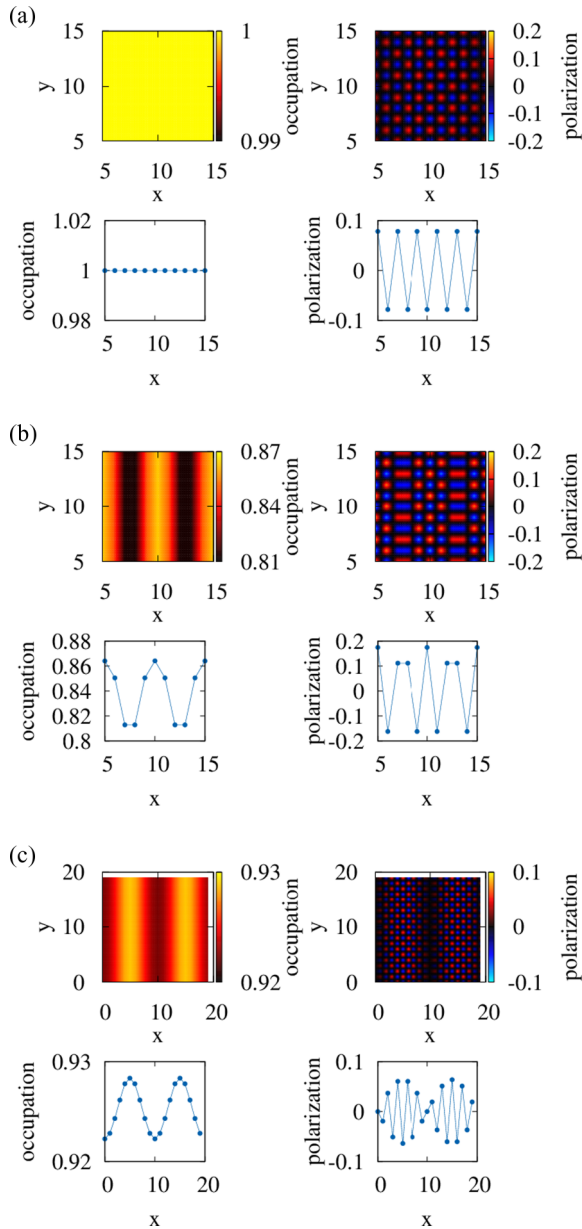 (a)
15
10
5
y
5 10 15
x
1
0.99
occupation
15
10
5
y
5 10 15
x
0.2
0.1
0
-0.1
-0.2
polarization
1.02
1
0.98
occupation
5 10 15
x
0.1
0
-0.1
polarization
5 10 15
x
(b)
15
10
5
y
5 10 15
x
0.87
0.84
0.81
occupation
15
10
5
y
5 10 15
x
0.2
0.1
0
-0.1
-0.2
polarization
0.88
0.86
0.84
0.82
0.8
occupation
5 10 15
x
0.2
0.1
0
-0.1
-0.2
polarization
5 10 15
x
(c)
20
10
0
y
0 10 20
x
0.93
0.92
occupation
20
10
0
y
0 10 20
x
0.1
0
-0.1
polarization
0.93
0.92
occupation
0 10 20
x
0.1
0
-0.1
polarization
0 10 20
x